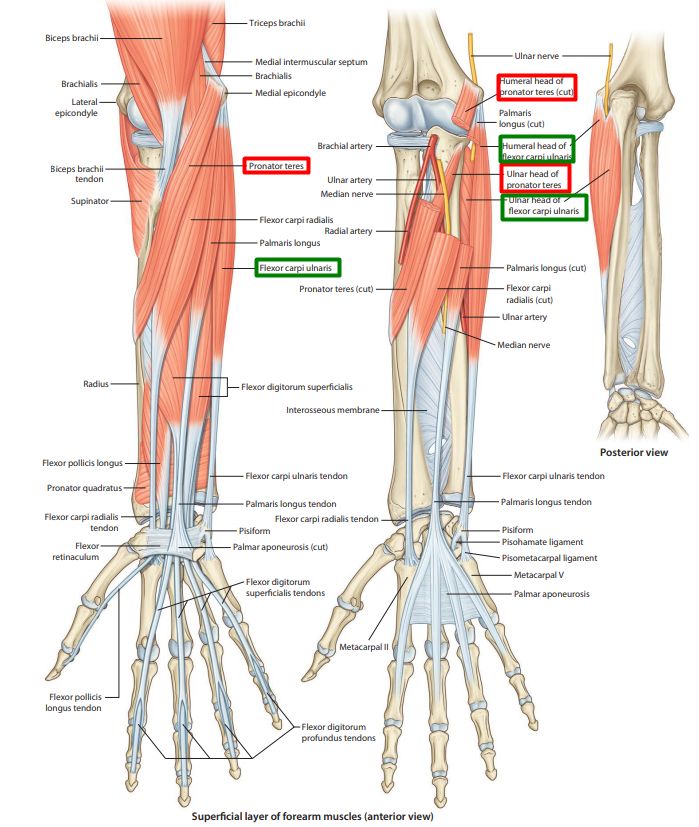 Triceps brachii
Biceps brachii
Medial intermuscular septum
Brachialis
Brachialis
Medial epicondyle
Lateral
epicondyle
Pronator teres
Biceps brachii
tendon
Supinator
Flexor carpi radialis
Palmaris longus
Flexor carpi ulnaris
Radius
Flexor digitorum superficialis
Flexor pollicis longus
Flexor carpi ulnaris tendon
Pronator quadratus
Palmaris longus tendon
Flexor carpi radialis
tendon
Pisiform
Flexor
retinaculum
Palmar aponeurosis (cut)
Flexor digitorum
superficialis tendons
Flexor pollicis
longus tendon
Flexor digitorum
profundus tendons
Ulnar nerve
Humeral head of
pronator teres (cut)
Palmaris
longus (cut)
Brachial artery
Humeral head of
flexor carpi ulnaris
Ulnar artery
Ulnar head of
pronator teres
Median nerve
Ulnar head of
flexor carpi ulnaris
Radial artery
Palmaris longus (cut)
Pronator teres (cut)
Flexor carpi
radialis (cut)
Ulnar artery
Median nerve
Interosseous membrane
Posterior view
Flexor carpi ulnaris tendon
Palmaris longus tendon
Flexor carpi radialis tendon
Pisiform
Pisohamate ligament
Pisometacarpal ligament
Metacarpal V
Palmar aponeurosis
Metacarpal II
Superficial layer of forearm muscles (anterior view)